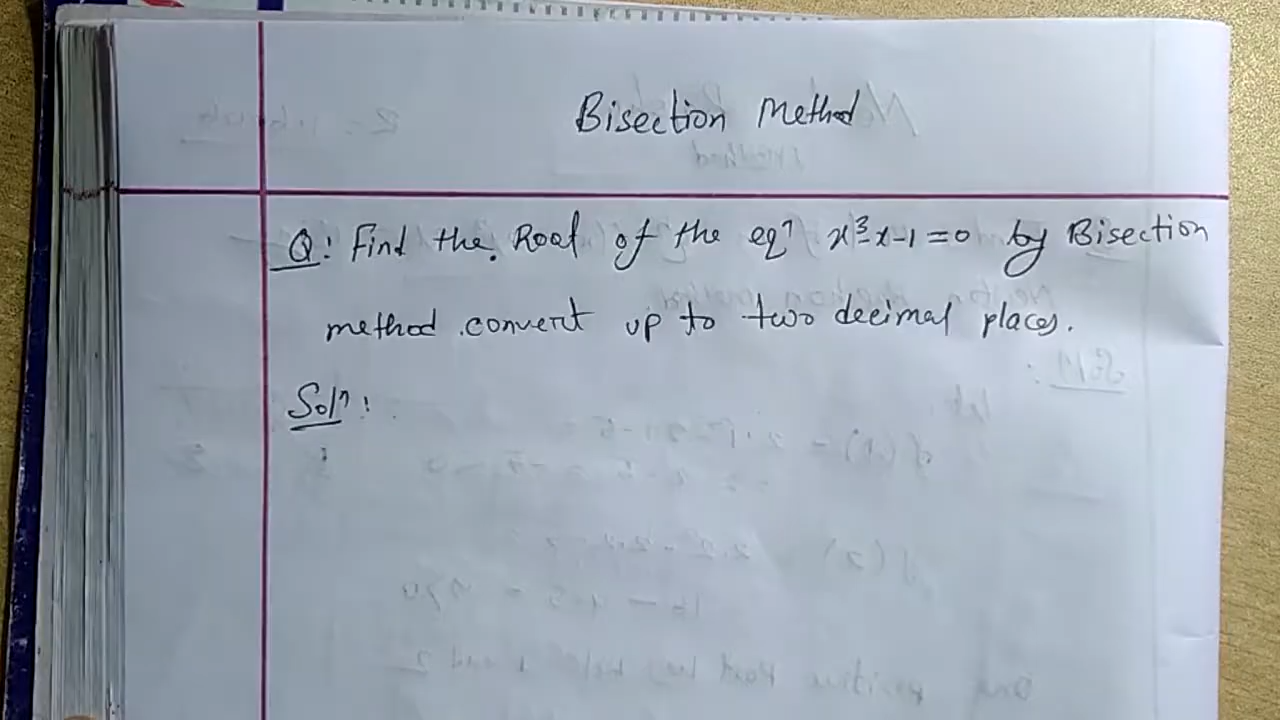 Bisection Method
Q: Find the Root of the eqn x³-x-1=0 by Bisection
method convert up to two decimal places.
Soln: